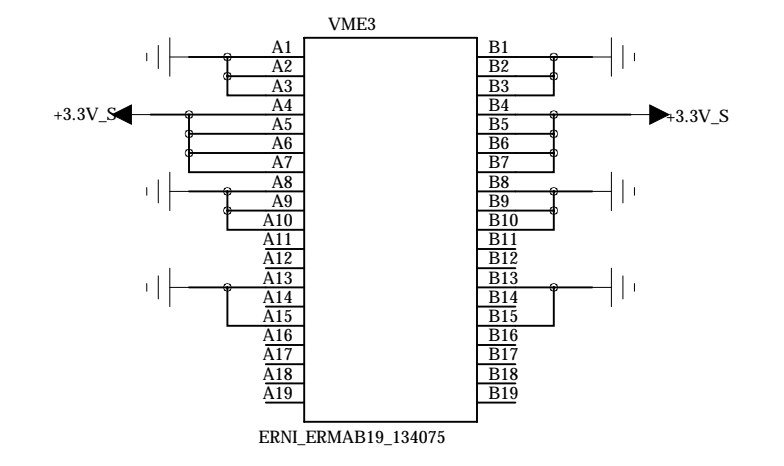 VME3
A1 B1
A2 B2
A3 B3
A4 B4
+3.3V_S +3.3V_S
A5 B5
A6 B6
A7 B7
A8 B8
A9 B9
A10 B10
A11 B11
A12 B12
A13 B13
A14 B14
A15 B15
A16 B16
A17 B17
A18 B18
A19 B19
ERNI_ERMAB19_134075